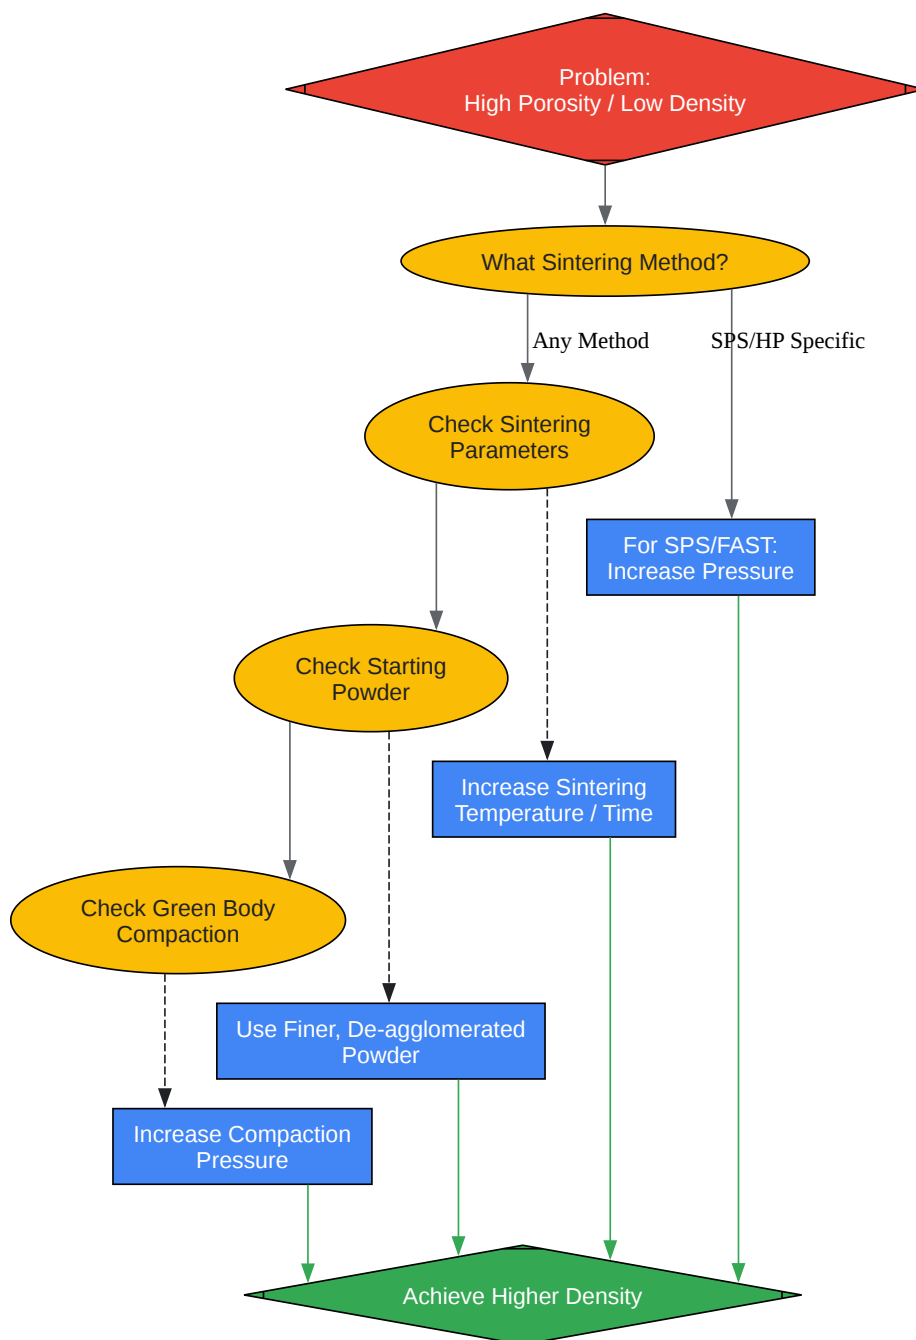 Problem:
High Porosity / Low Density
What Sintering Method?
Any Method
SPS/HP Specific
Check Sintering
Parameters
For SPS/FAST:
Increase Pressure
Check Starting
Powder
Increase Sintering
Temperature / Time
Check Green Body
Compaction
Use Finer, De-agglomerated
Powder
Increase Compaction
Pressure
Achieve Higher Density